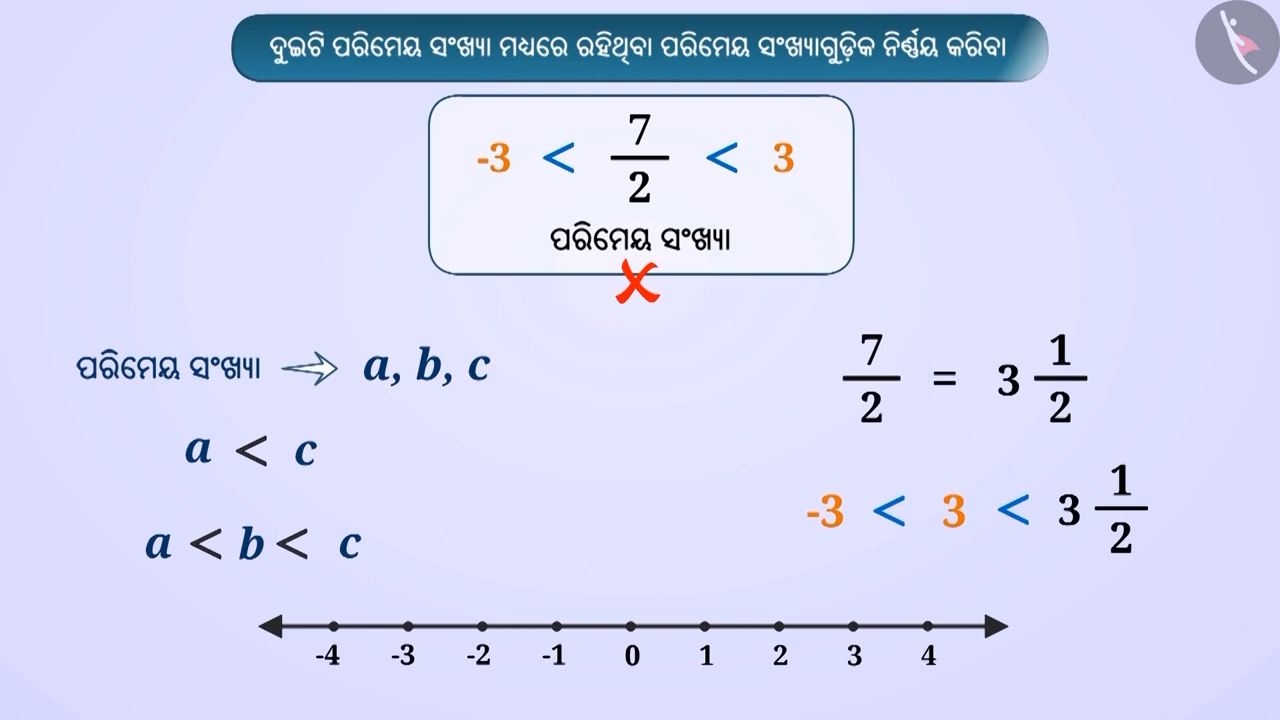 ଦୁଇଟି ପରିମେୟ ସଂଖ୍ୟା ମଧ୍ୟରେ ରହିଥିବା ପରିମେୟ ସଂଖ୍ୟାଗୁଡ଼ିକ ନିର୍ଣ୍ଣୟ କରିବା
-3 < 7/2 < 3
ପରିମେୟ ସଂଖ୍ୟା
✗
ପରିମେୟ ସଂଖ୍ୟା ⇨ a, b, c
a < c
a < b < c
7/2 = 3 1/2
-3 < 3 < 3 1/2
-4 -3 -2 -1 0 1 2 3 4